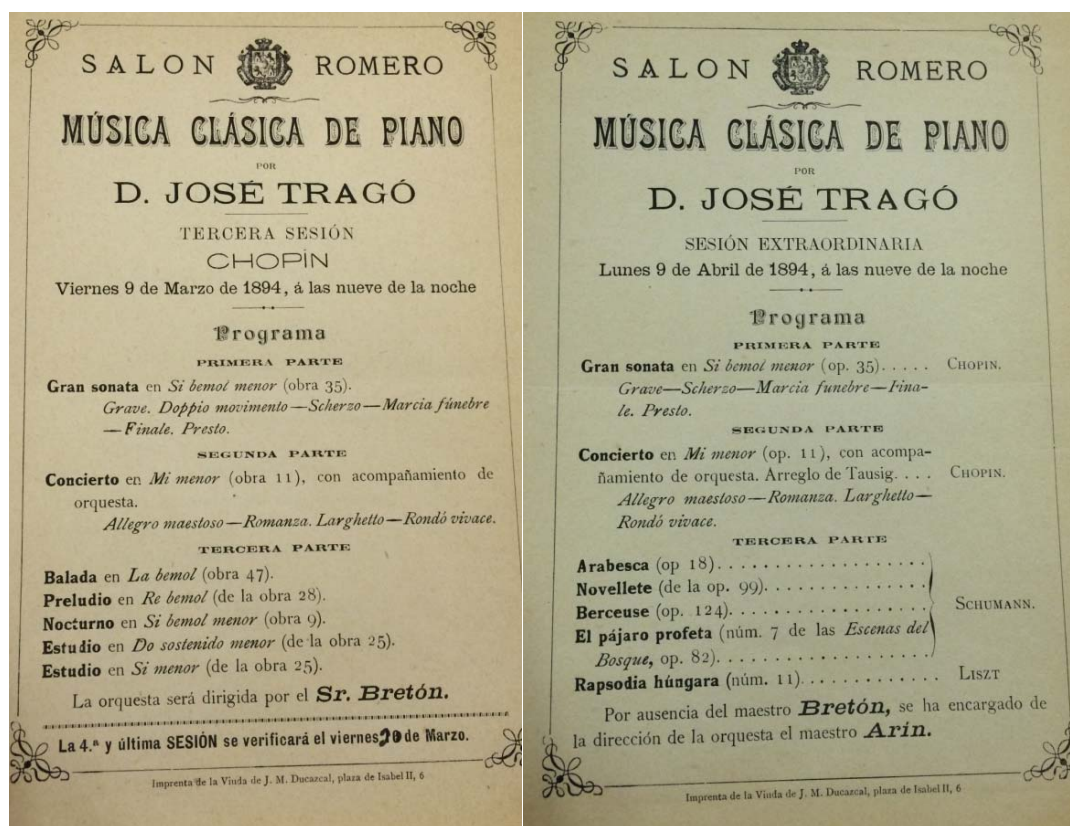 SALON ROMERO
MÚSICA CLÁSICA DE PIANO
POR
D. JOSÉ TRAGÓ
TERCERA SESIÓN
CHOPÍN
Viernes 9 de Marzo de 1894, á las nueve de la noche
Programa
PRIMERA PARTE
Gran sonata en Si bemol menor (obra 35).
Grave. Doppio movimento—Scherzo—Marcia fúnebre
—Finale. Presto.
SEGUNDA PARTE
Concierto en Mi menor (obra 11), con acompañamiento de
orquesta.
Allegro maestoso—Romanza. Larghetto—Rondó vivace.
TERCERA PARTE
Balada en La bemol (obra 47).
Preludio en Re bemol (de la obra 28).
Nocturno en Si bemol menor (obra 9).
Estudio en Do sostenido menor (de la obra 25).
Estudio en Si menor (de la obra 25).
La orquesta será dirigida por el Sr. Bretón.
La 4.ª y última SESIÓN se verificará el viernes 20 de Marzo.
Imprenta de la Viuda de J. M. Ducazcal, plaza de Isabel II, 6
SALON ROMERO
MÚSICA CLÁSICA DE PIANO
POR
D. JOSÉ TRAGÓ
SESIÓN EXTRAORDINARIA
Lunes 9 de Abril de 1894, á las nueve de la noche
Programa
PRIMERA PARTE
Gran sonata en Si bemol menor (op. 35). . . . . CHOPIN.
Grave—Scherzo—Marcia funebre—Fina-
le. Presto.
SEGUNDA PARTE
Concierto en Mi menor (op. 11), con acompa-
ñamiento de orquesta. Arreglo de Tausig. . . . CHOPIN.
Allegro maestoso—Romanza. Larghetto—
Rondó vivace.
TERCERA PARTE
Arabesca (op 18). . . . . . . . . . . . . . . . . .
Novellete (de la op. 99). . . . . . . . . . . . . .
Berceuse (op. 124). . . . . . . . . . . . . . . . . SCHUMANN.
El pájaro profeta (núm. 7 de las Escenas del
Bosque, op. 82). . . . . . . . . . . . . . . . . .
Rapsodia húngara (núm. 11). . . . . . . . . . . . LISZT
Por ausencia del maestro Bretón, se ha encargado de
la dirección de la orquesta el maestro Arin.
Imprenta de la Viuda de J. M. Ducazcal, plaza de Isabel II, 6